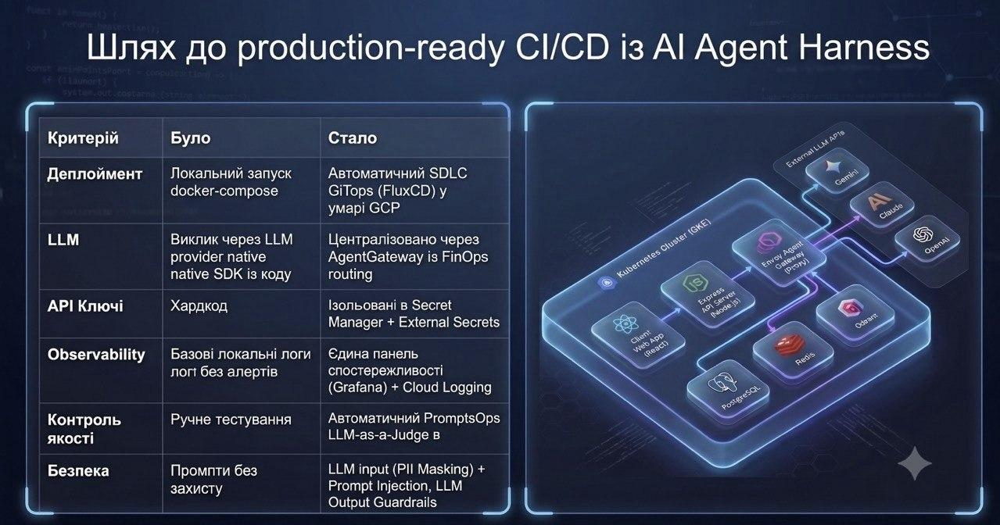 Шлях до production-ready CI/CD із AI Agent Harness
Критерій
Було
Стало
Деплоймент
Локальний запуск
docker-compose
Автоматичний SDLC
GiTops (FluxCD) у
умарі GCP
LLM
Виклик через LLM
provider native
native SDK із коду
Централізовано через
AgentGateway is FinOps
routing
API Ключі
Хардкод
Ізольовані в Secret
Manager + External Secrets
Observability
Базові локальні логи
логт без алертів
Єдина панель
спостережливості
(Grafana) + Cloud Logging
Контроль
якості
Ручне тестування
Автоматичний PromptsOps
LLM-as-a-Judge в
Безпека
Промпти без
захисту
LLM input (PII Masking) +
Prompt Injection, LLM
Output Guardrails
External LLM API's
Gemini
Claude
OpenAI
Kubernetes Cluster (GKE)
Envoy Agent
Gateway
(Proxy)
JS
Express
API Server
(Node.js)
Client
Web App
(React)
Odrant
Redis
PostgreSQL